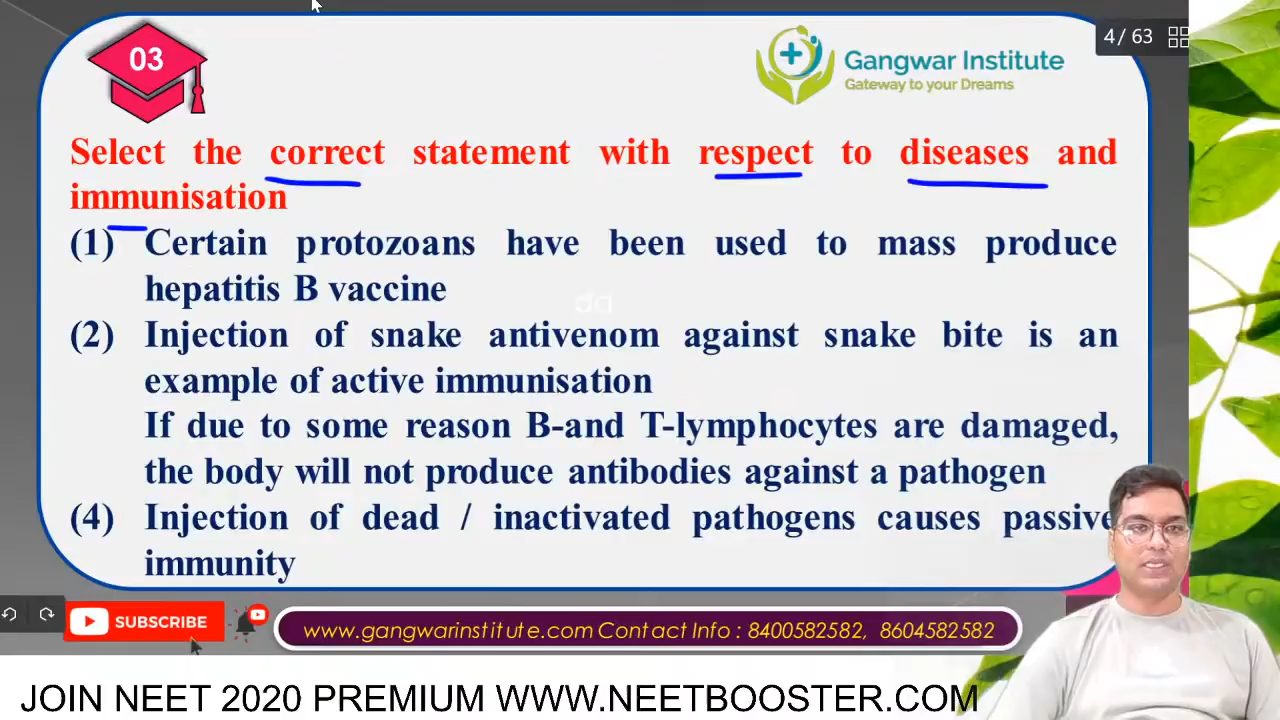 03
Gangwar Institute
Gateway to your Dreams
4 / 63
Select the correct statement with respect to diseases and
immunisation
(1) Certain protozoans have been used to mass produce
hepatitis B vaccine
(2) Injection of snake antivenom against snake bite is an
example of active immunisation
If due to some reason B-and T-lymphocytes are damaged,
the body will not produce antibodies against a pathogen
(4) Injection of dead / inactivated pathogens causes passive
immunity
SUBSCRIBE
www.gangwarinstitute.com Contact Info : 8400582582, 8604582582
JOIN NEET 2020 PREMIUM WWW.NEETBOOSTER.COM